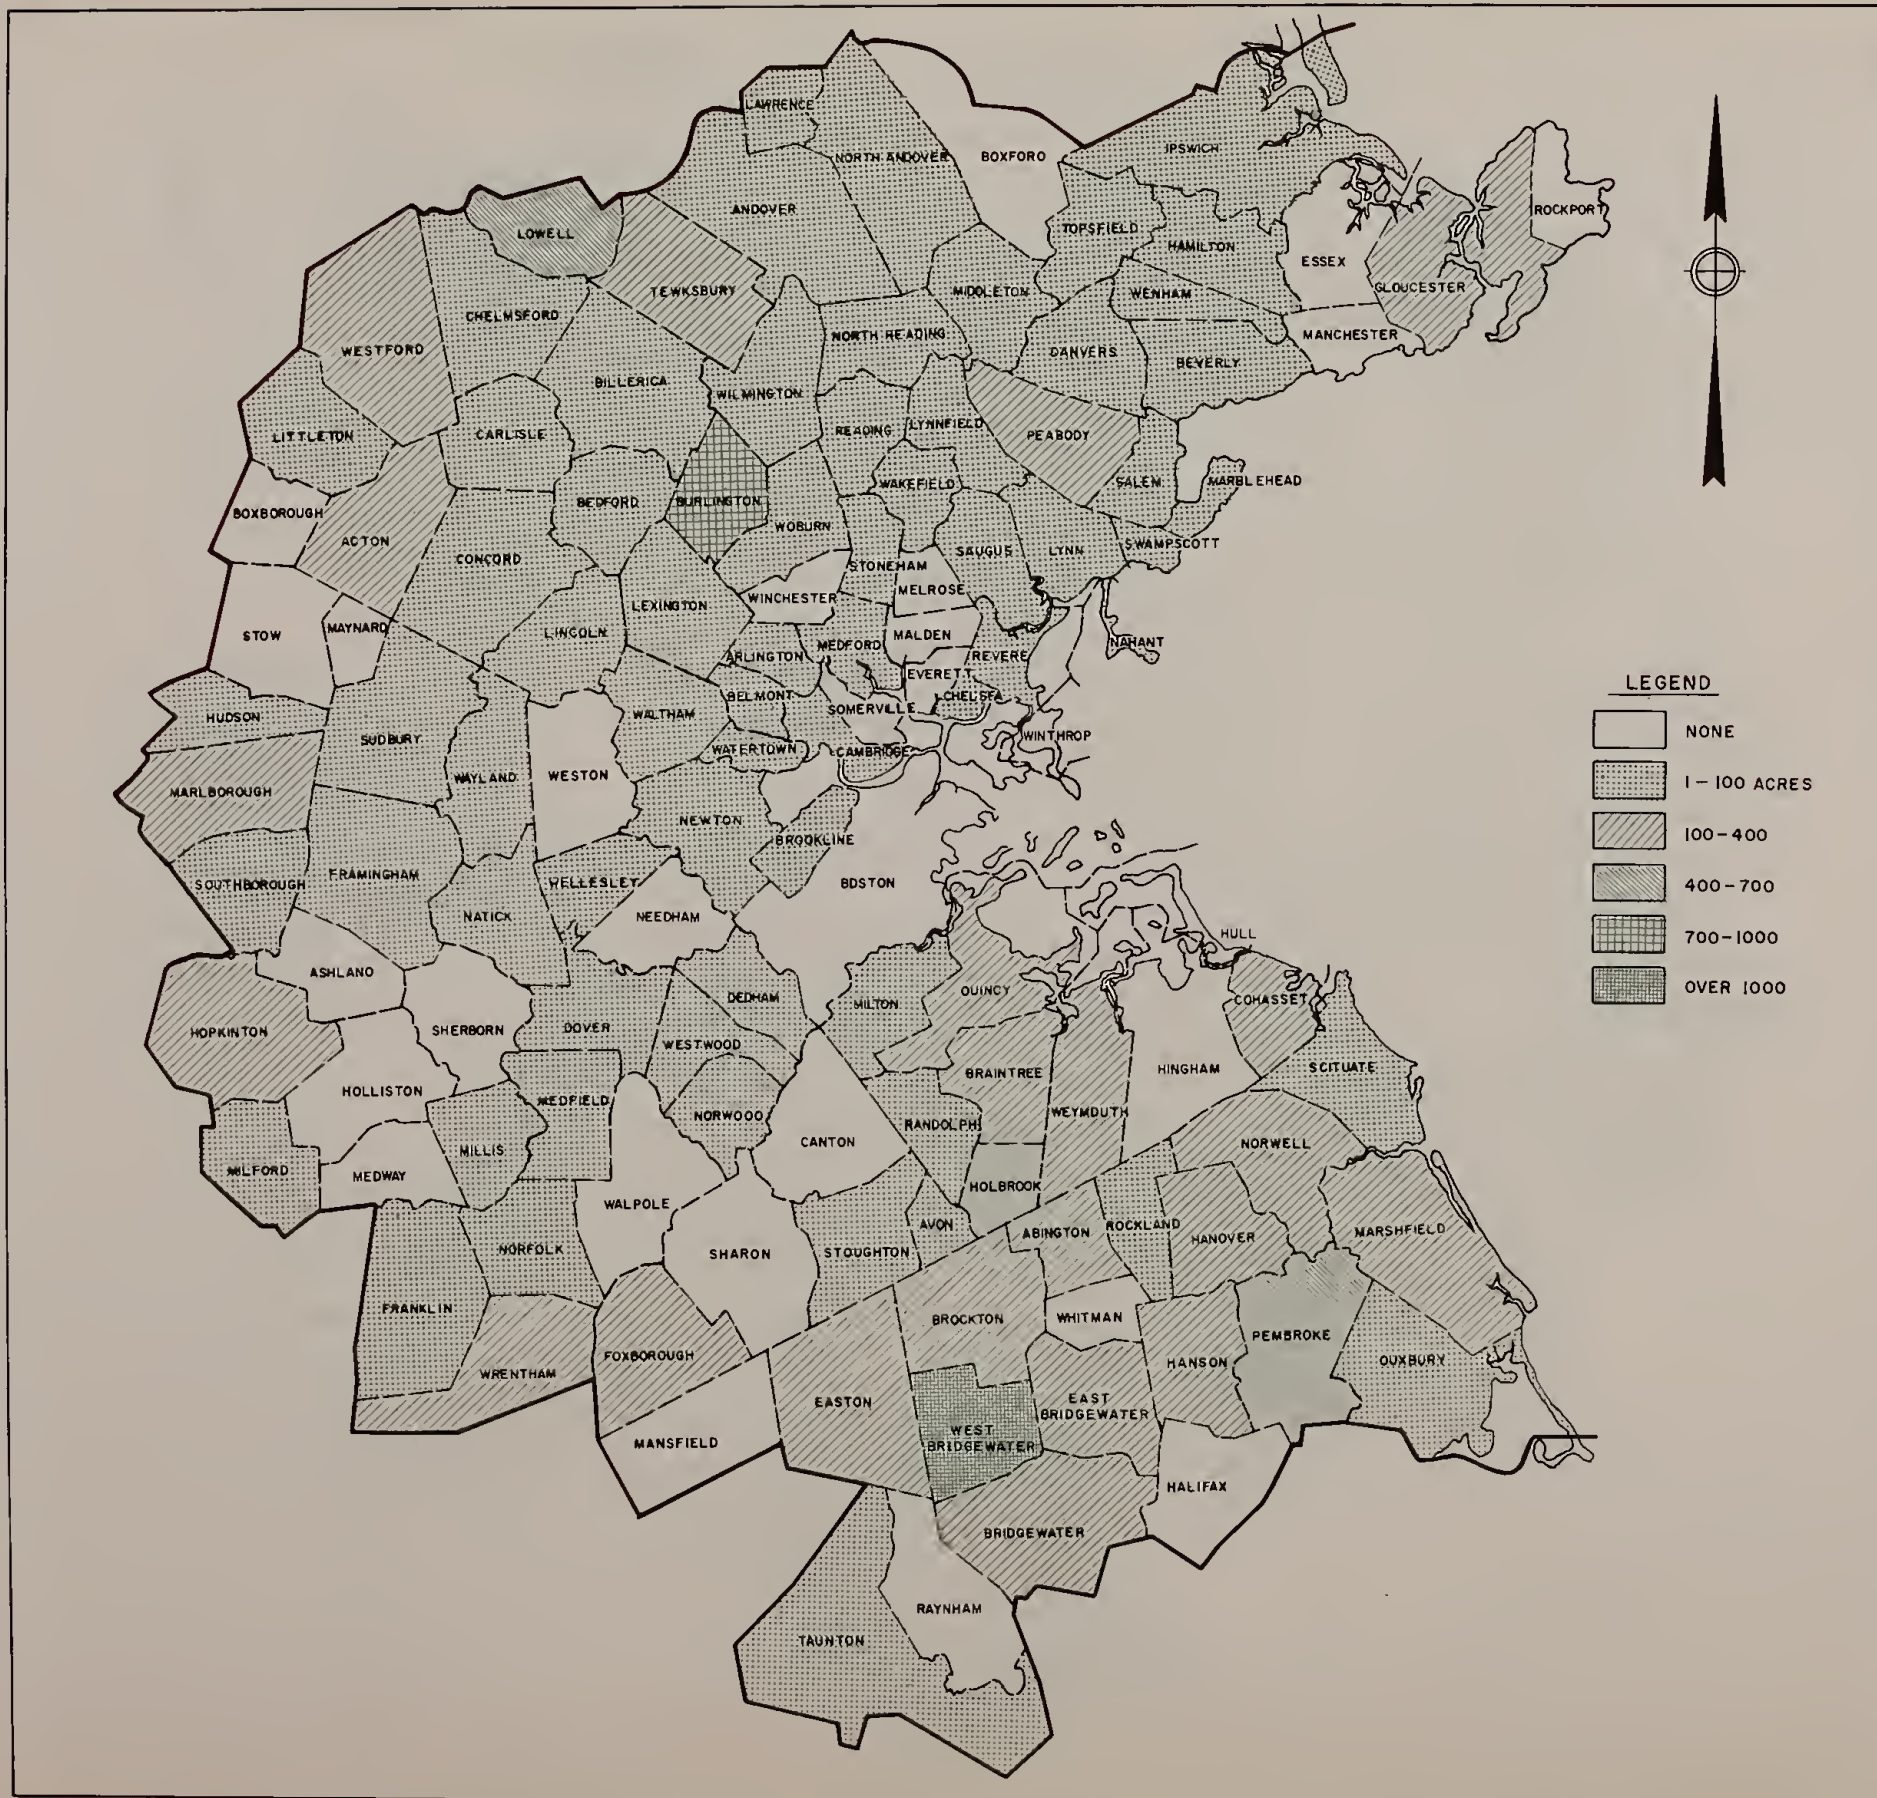 LAWRENCE
NORTH ANDOVER
BOXFORO
IPSWICH
ANDOVER
ROCKPORT
LOWELL
TOPSFIELD
HAMILTON
ESSEX
TEWKSBURY
MIDDLETON
WENHAM
GLOUCESTER
CHELMSFORD
NORTH READING
MANCHESTER
WESTFORD
DANVERS
BEVERLY
BILLERICA
WILMINGTON
LITTLETON
CARLISLE
READING
LYNNFIELD
PEABODY
WAKEFIELD
SALEM
MARBLEHEAD
BOXBOROUGH
BEDFORD
BURLINGTON
WOBURN
ACTON
CONCORD
SAUGUS
LYNN
SWAMPSCOTT
STONEHAM
MELROSE
WINCHESTER
LEXINGTON
STOW
MAYNARD
LINCOLN
MEDFORD
MALDEN
NAHANT
ARLINGTON
REVERE
EVERETT
LEGEND
BELMONT
CHELSEA
SOMERVILLE
HUDSON
WALTHAM
NONE
SUDBURY
WINTHROP
WATERTOWN
CAMBRIDGE
WAYLAND
WESTON
1-100 ACRES
MARLBOROUGH
NEWTON
100-400
BROOKLINE
FRAMINGHAM
SOUTHBOROUGH
WELLESLEY
BDSTON
400-700
NATICK
NEEDHAM
HULL
700-1000
ASHLANO
OVER 1000
DEDHAM
MILTON
QUINCY
COHASSET
HOPKINTON
SHERBORN
DOVER
WESTWOOD
BRAINTREE
HINGHAM
SCITUATE
HOLLISTON
MEDFIELD
NORWOOD
WEYMDUTH
RANDOLPH
CANTON
NORWELL
MILLIS
MILFORD
MEDWAY
HOLBROOK
WALPOLE
AVON
ROCKLAND
ABINGTON
HANOVER
MARSHFIELD
NORFOLK
SHARON
STOUGHTON
FRANKLIN
BROCKTON
WHITMAN
PEMBROKE
FOXBOROUGH
HANSON
OUXBURY
WRENTHAM
EASTON
EAST
BRIDGEWATER
WEST
BRIDGEWATER
MANSFIELD
HALIFAX
BRIDGEWATER
RAYNHAM
TAUNTON